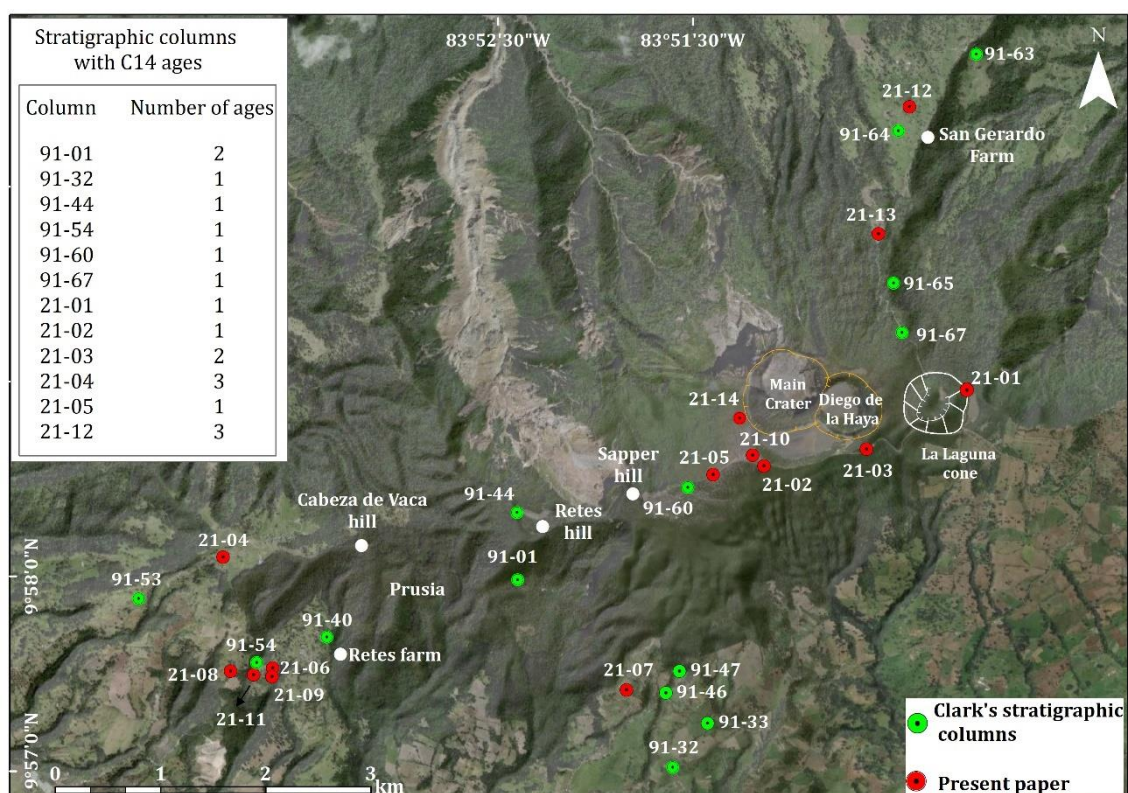 Stratigraphic columns
with C14 ages
Column Number of ages
91-01 2
91-32 1
91-44 1
91-54 1
91-60 1
91-67 1
21-01 1
21-02 1
21-03 2
21-04 3
21-05 1
21-12 3
83°52'30"W
83°51'30"W
N
91-63
21-12
91-64
San Gerardo
Farm
21-13
91-65
91-67
21-01
Main
Crater
Diego de
la Haya
21-14
La Laguna
cone
21-10
21-05
21-02
21-03
Sapper
hill
91-60
91-44
Retes
hill
Cabeza de Vaca
hill
21-04
91-01
9°58'0"N
91-53
Prusia
91-40
91-54
Retes farm
21-08
21-06
21-09
21-11
21-07
91-47
91-46
91-33
91-32
9°57'0"N
0 1 2 3
km
Clark's stratigraphic
columns
Present paper